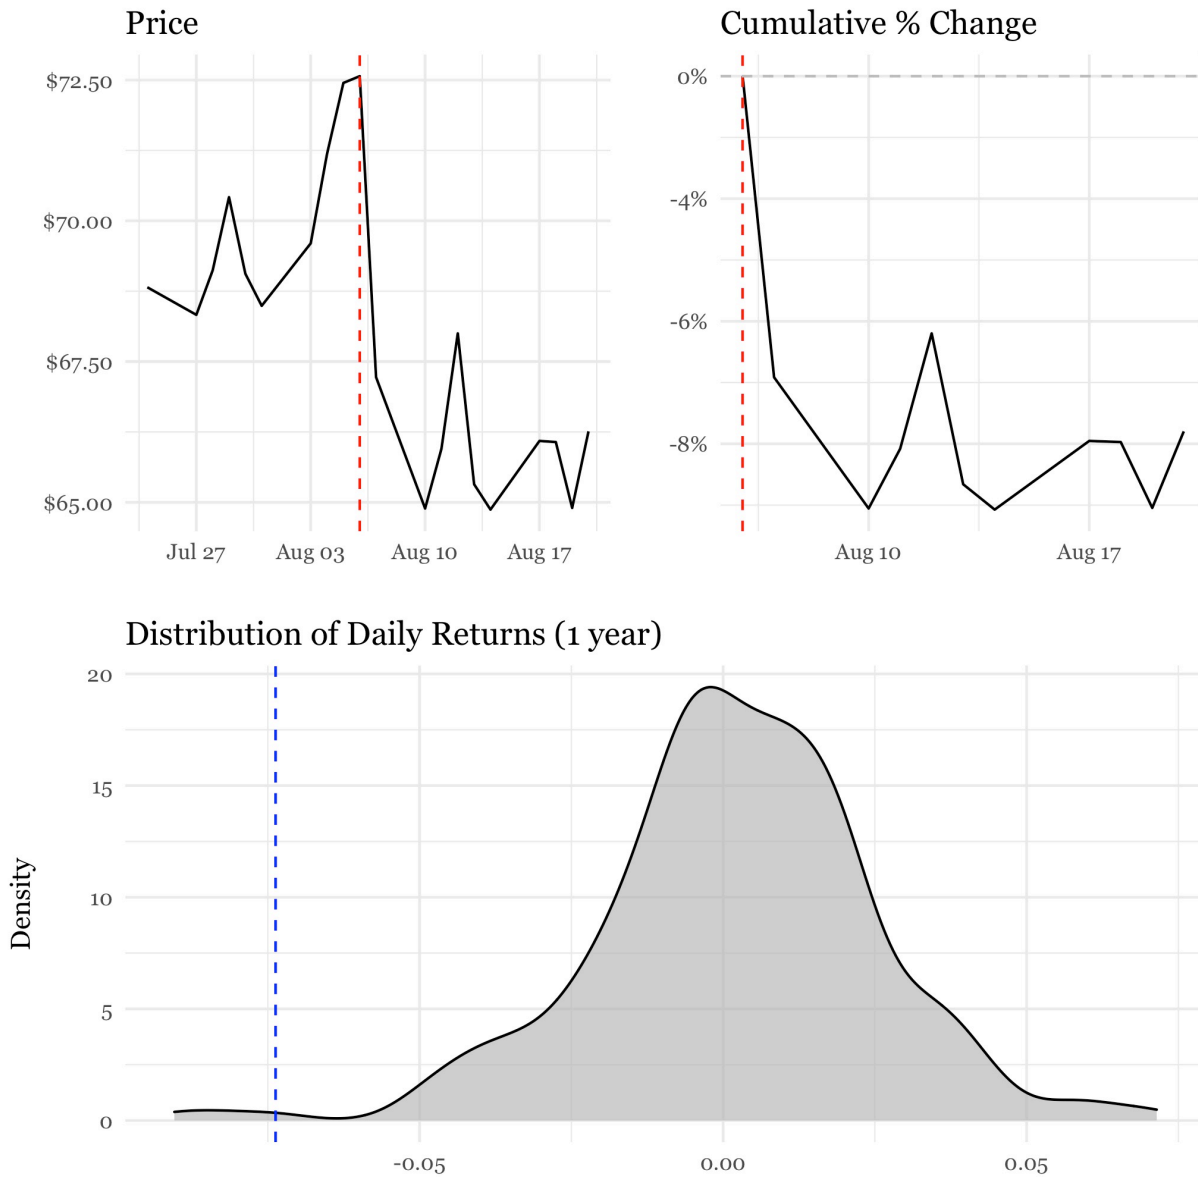 Price
$72.50
$70.00
$67.50
$65.00
Jul 27 Aug 03 Aug 10 Aug 17
Cumulative % Change
0%
-4%
-6%
-8%
Aug 10 Aug 17
Distribution of Daily Returns (1 year)
Density
20
15
10
5
0
-0.05 0.00 0.05